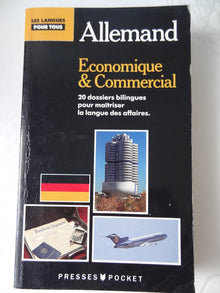 LES LANGUES
POUR TOUS
Allemand
Economique
& Commercial
20 dossiers bilingues
pour maîtriser
la langue des affaires.
PRESSES POCKET